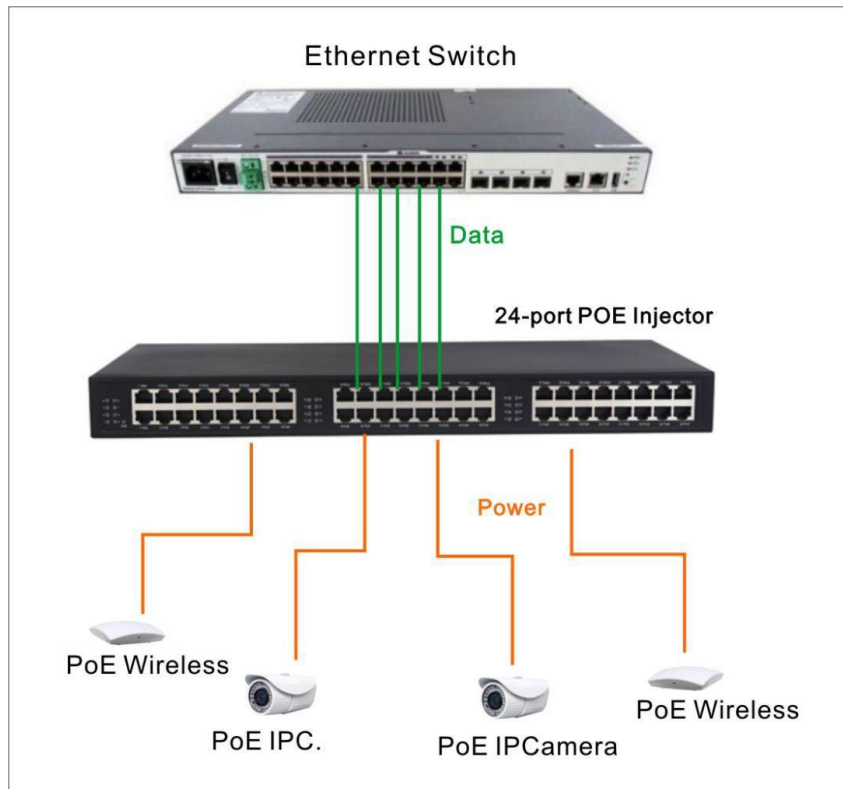 Ethernet Switch
Data
24-port POE Injector
Power
PoE Wireless
PoE IPC.
PoE IPCamera
PoE Wireless